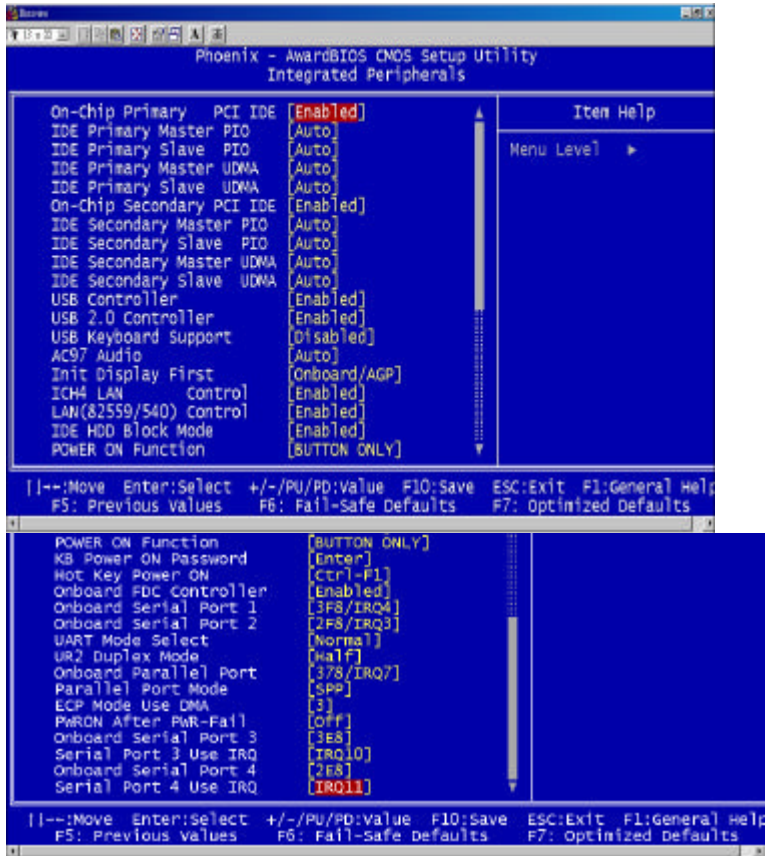 Phoenix - AwardBIOS CMOS Setup Utility
Integrated Peripherals
On-Chip Primary PCI IDE [Enabled]
IDE Primary Master PIO [Auto]
IDE Primary Slave PIO [Auto]
IDE Primary Master UDMA [Auto]
IDE Primary Slave UDMA [Auto]
On-Chip Secondary PCI IDE [Enabled]
IDE Secondary Master PIO [Auto]
IDE Secondary Slave PIO [Auto]
IDE Secondary Master UDMA [Auto]
IDE Secondary Slave UDMA [Auto]
USB Controller [Enabled]
USB 2.0 Controller [Enabled]
USB Keyboard Support [Disabled]
AC97 Audio [Auto]
Init Display First [Onboard/AGP]
ICH4 LAN Control [Enabled]
LAN(82559/540) Control [Enabled]
IDE HDD Block Mode [Enabled]
POWER ON Function [BUTTON ONLY]
Item Help
Menu Level ►
||--:Move Enter:Select +/-/PU/PD:Value F10:Save ESC:Exit F1:General Help
F5: Previous Values F6: Fail-Safe Defaults F7: Optimized Defaults
POWER ON Function [BUTTON ONLY]
KB Power ON Password [Enter]
Hot Key Power ON [Ctrl-F1]
Onboard FDC Controller [Enabled]
Onboard Serial Port 1 [3F8/IRQ4]
Onboard Serial Port 2 [2F8/IRQ3]
UART Mode Select [Normal]
UR2 Duplex Mode [Half]
Onboard Parallel Port [378/IRQ7]
Parallel Port Mode [SPP]
ECP Mode Use DMA [3]
PWRON After PWR-Fail [Off]
Onboard Serial Port 3 [3E8]
Serial Port 3 Use IRQ [IRQ10]
Onboard Serial Port 4 [2E8]
Serial Port 4 Use IRQ [IRQ11]
||--:Move Enter:Select +/-/PU/PD:Value F10:Save ESC:Exit F1:General Help
F5: Previous Values F6: Fail-Safe Defaults F7: Optimized Defaults